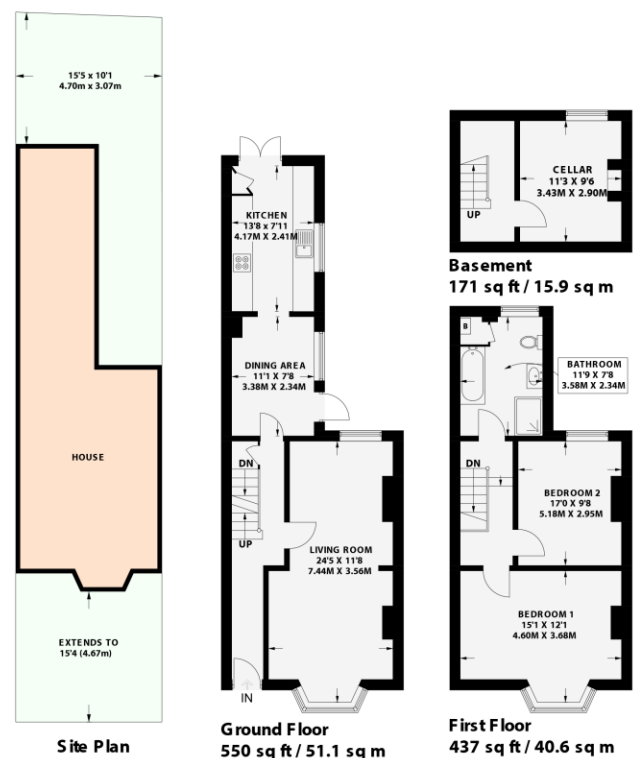 15'5 x 10'1
4.70m x 3.07m
HOUSE
EXTENDS TO
15'4 (4.67m)
Site Plan
KITCHEN
13'8 x 7'11
4.17M X 2.41M
DINING AREA
11'1 X 7'8
3.38M X 2.34M
DN
UP
LIVING ROOM
24'5 X 11'8
7.44M X 3.56M
IN
Ground Floor
550 sq ft / 51.1 sq m
UP
CELLAR
11'3 X 9'6
3.43M X 2.90M
Basement
171 sq ft / 15.9 sq m
B
BATHROOM
11'9 X 7'8
3.58M X 2.34M
DN
BEDROOM 2
17'0 X 9'8
5.18M X 2.95M
BEDROOM 1
15'1 X 12'1
4.60M X 3.68M
First Floor
437 sq ft / 40.6 sq m